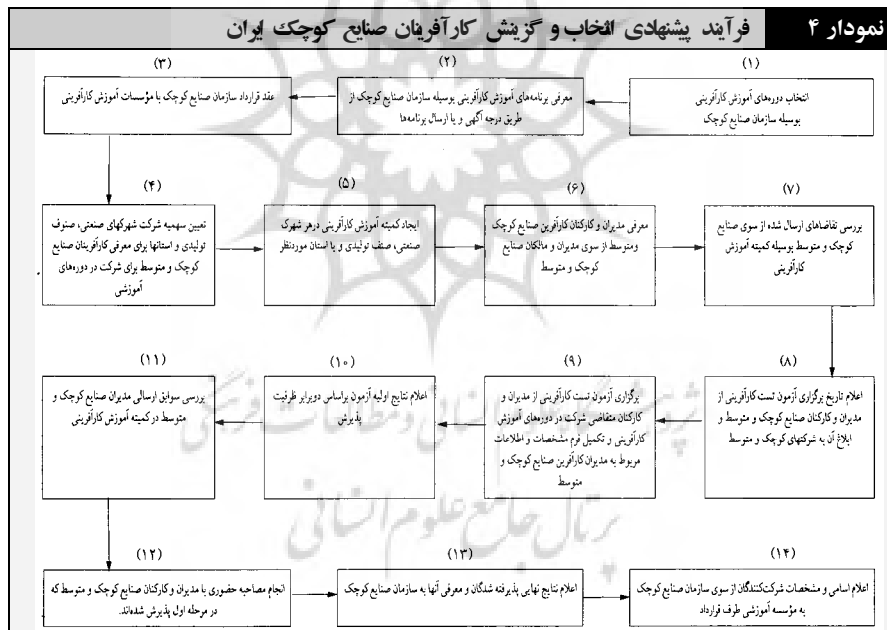 نمودار ۴ فرآیند پیشنهادی انتخاب و گزینش کارآفرینان صنایع کوچک ایران
(۱)
انتخاب دوره‌های آموزش کارآفرینی
بوسیله سازمان صنایع کوچک
(۲)
معرفی برنامه‌های آموزش کارآفرینی بوسیله سازمان صنایع کوچک از
طریق درجه آگهی و یا ارسال برنامه‌ها
(۳)
عقد قرارداد سازمان صنایع کوچک با مؤسسات آموزش کارآفرینی
(۴)
تعیین سهمیه شرکت شهرکهای صنعتی، صنوف
تولیدی و استانها برای معرفی کارآفرینان صنایع
کوچک و متوسط برای شرکت در دوره‌های
آموزشی
(۵)
ایجاد کمیته آموزش کارآفرینی درهر شهرک
صنعتی، صنف تولیدی و یا استان موردنظر
(۶)
معرفی مدیران و کارکنان کارآفرین صنایع کوچک
ومتوسط از سوی مدیران و مالکان صنایع
کوچک و متوسط
(۷)
بررسی تقاضاهای ارسال شده از سوی صنایع
کوچک و متوسط بوسیله کمیته آموزش
کارآفرینی
(۸)
اعلام تاریخ برگزاری آزمون تست کارآفرینی از
مدیران و کارکنان صنایع کوچک و متوسط و
ابلاغ آن به شرکتهای کوچک و متوسط
(۹)
برگزاری آزمون تست کارآفرینی از مدیران و
کارکنان متقاضی شرکت در دوره‌های آموزش
کارآفرینی و تکمیل فرم مشخصات و اطلاعات
مربوط به مدیران کارآفرین صنایع کوچک و
متوسط
(۱۰)
اعلام نتایج اولیه آزمون براساس دوبرابر ظرفیت
پذیرش
(۱۱)
بررسی سوابق ارسالی مدیران صنایع کوچک و
متوسط در کمیته آموزش کارآفرینی
(۱۲)
انجام مصاحبه حضوری با مدیران وکارکنان صنایع کوچک و متوسط که
در مرحله اول پذیرش شده‌اند.
(۱۳)
اعلام نتایج نهایی پذیرفته شدگان و معرفی آنها به سازمان صنایع کوچک
(۱۴)
اعلام اسامی و مشخصات شرکت‌کنندگان از سوی سازمان صنایع کوچک
به مؤسسه آموزشی طرف قرارداد
پژوهشگاه علوم انسانی و مطالعات فرهنگی
پرتال جامع علوم انسانی